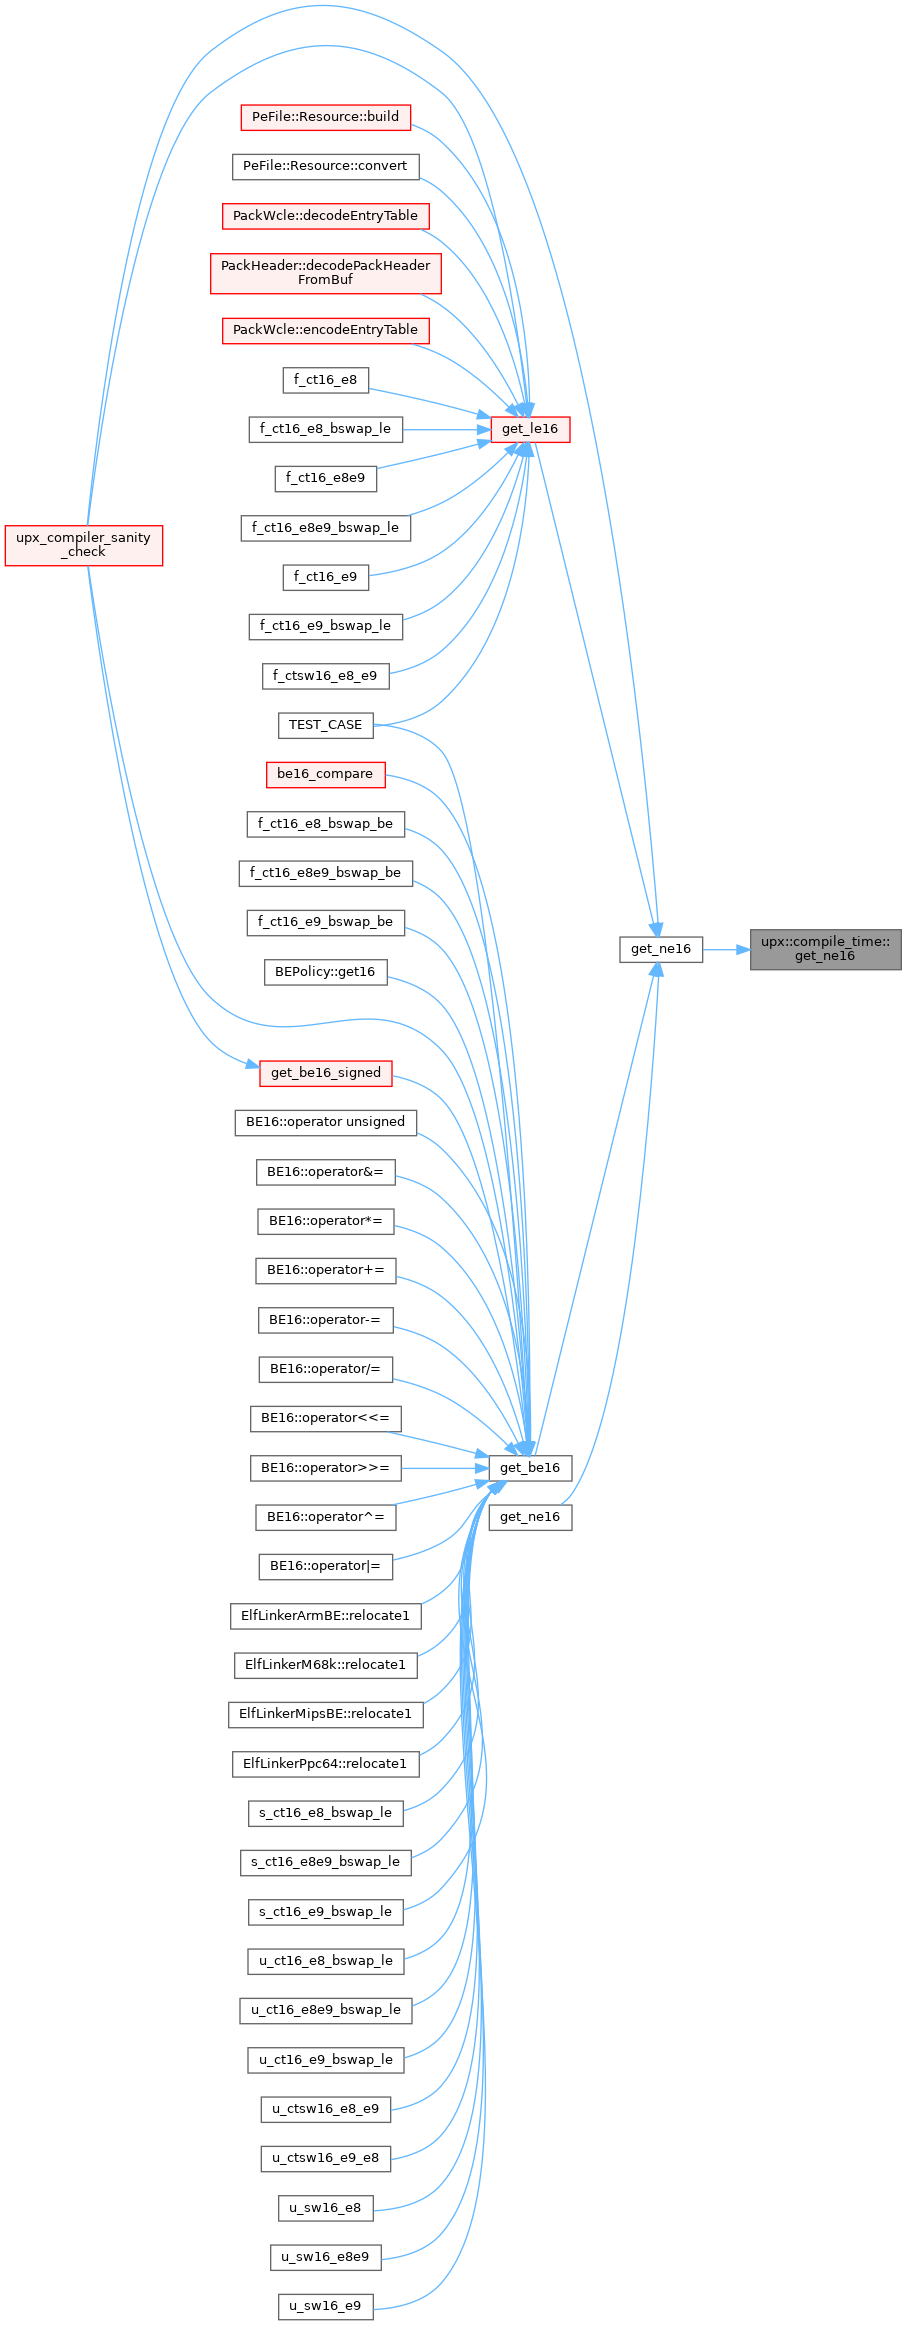 PeFile::Resource::build
PeFile::Resource::convert
PackWcle::decodeEntryTable
PackHeader::decodePackHeader
FromBuf
PackWcle::encodeEntryTable
f_ct16_e8
get_le16
f_ct16_e8_bswap_le
f_ct16_e8e9
f_ct16_e8e9_bswap_le
upx_compiler_sanity
_check
f_ct16_e9
f_ct16_e9_bswap_le
f_ctsw16_e8_e9
TEST_CASE
be16_compare
f_ct16_e8_bswap_be
f_ct16_e8e9_bswap_be
f_ct16_e9_bswap_be
get_ne16
upx::compile_time::
get_ne16
BEPolicy::get16
get_be16_signed
BE16::operator unsigned
BE16::operator&=
BE16::operator*=
BE16::operator+=
BE16::operator-=
BE16::operator/=
BE16::operator<<=
BE16::operator>>=
get_be16
BE16::operator^=
get_ne16
BE16::operator|=
ElfLinkerArmBE::relocate1
ElfLinkerM68k::relocate1
ElfLinkerMipsBE::relocate1
ElfLinkerPpc64::relocate1
s_ct16_e8_bswap_le
s_ct16_e8e9_bswap_le
s_ct16_e9_bswap_le
u_ct16_e8_bswap_le
u_ct16_e8e9_bswap_le
u_ct16_e9_bswap_le
u_ctsw16_e8_e9
u_ctsw16_e9_e8
u_sw16_e8
u_sw16_e8e9
u_sw16_e9